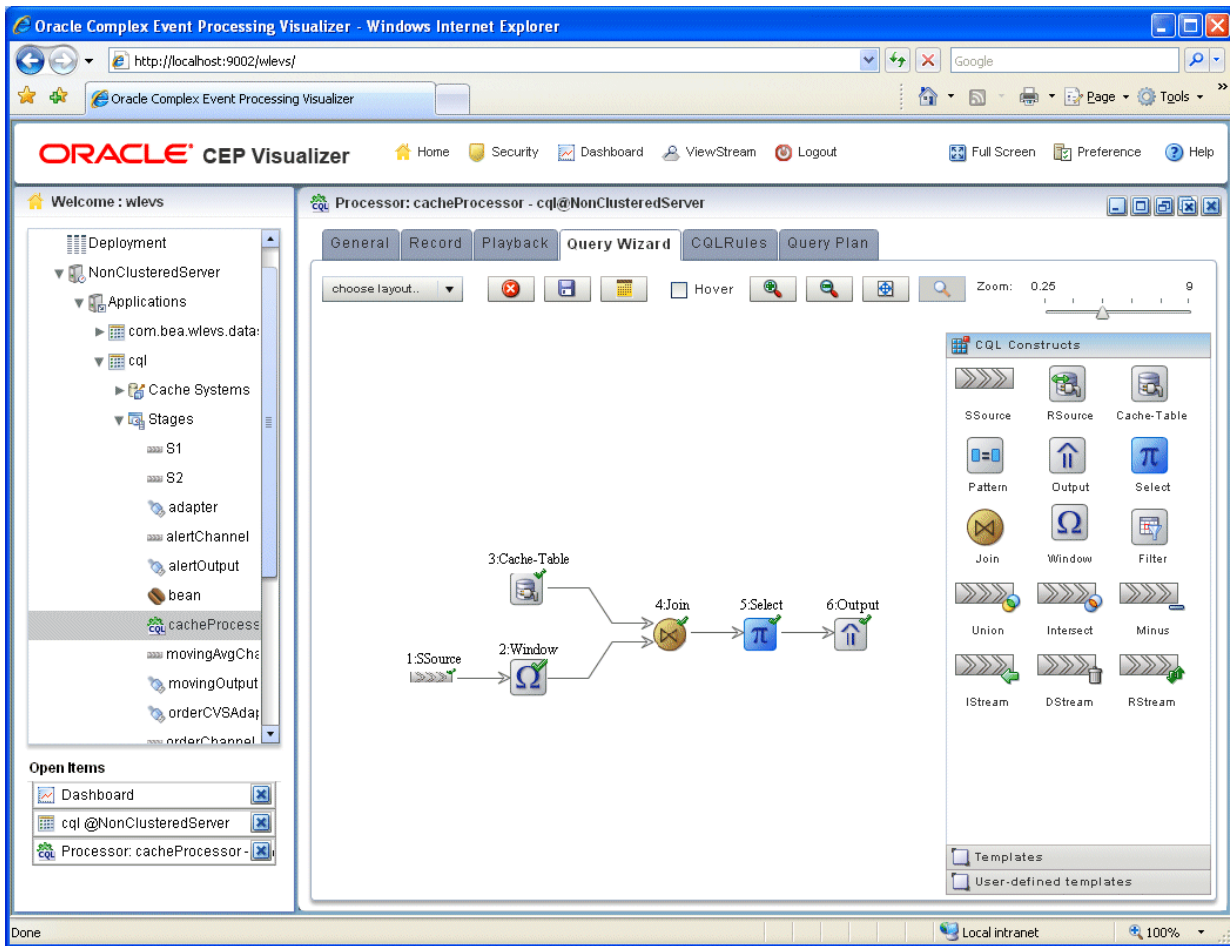 Oracle Complex Event Processing Visualizer - Windows Internet Explorer
http://localhost:9002/wlevs/
Google
Oracle Complex Event Processing Visualizer
Page
Tools
»
ORACLE CEP Visualizer
Home
Security
Dashboard
ViewStream
Logout
Full Screen
Preference
Help
Welcome : wlevs
Deployment
NonClusteredServer
Applications
com.bea.wlevs.data:
cql
Cache Systems
Stages
S1
S2
adapter
alertChannel
alertOutput
bean
cacheProcess
movingAvgCha
movingOutput
orderCVSAda
orderChannel
Open Items
Dashboard
cql @NonClusteredServer
Processor: cacheProcessor -
Processor: cacheProcessor - cql@NonClusteredServer
General
Record
Playback
Query Wizard
CQLRules
Query Plan
choose layout..
Hover
Zoom:
0.25
9
3:Cache-Table
4:Join
5:Select
6:Output
1:SSource
2:Window
CQL Constructs
SSource
RSource
Cache-Table
Pattern
Output
Select
Join
Window
Filter
Union
Intersect
Minus
IStream
DStream
RStream
Templates
User-defined templates
Done
Local intranet
100%